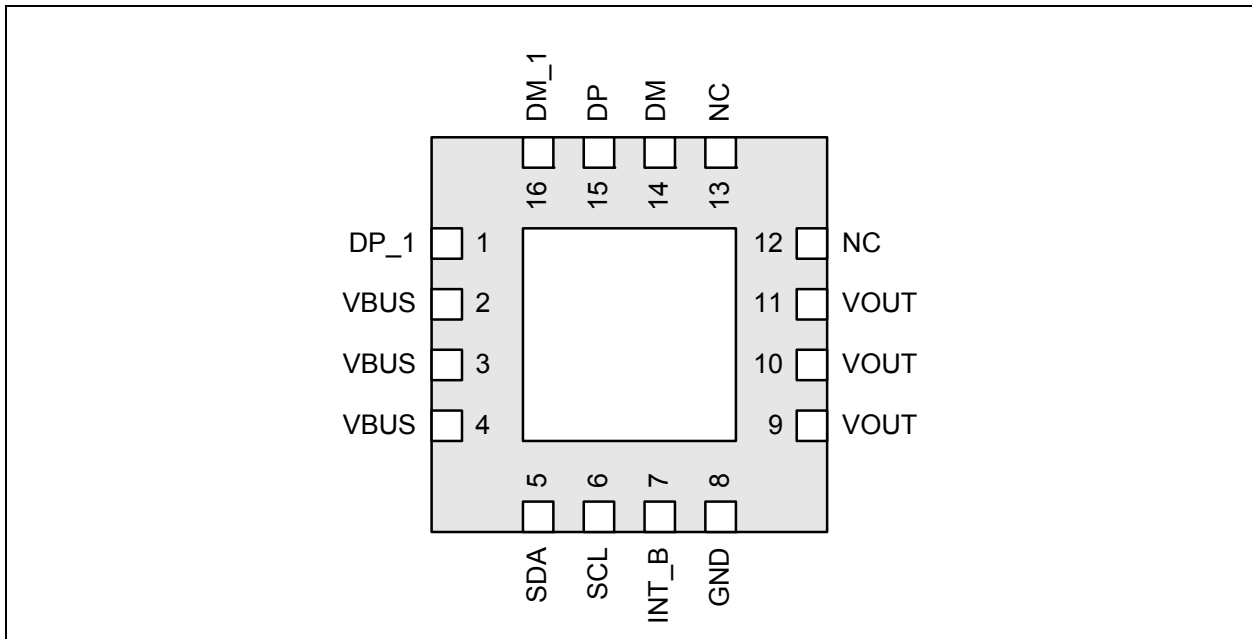 DM_1 DP DM NC
16 15 14 13
DP_1 1 12 NC
VBUS 2 11 VOUT
VBUS 3 10 VOUT
VBUS 4 9 VOUT
5 6 7 8
SDA SCL INT_B GND